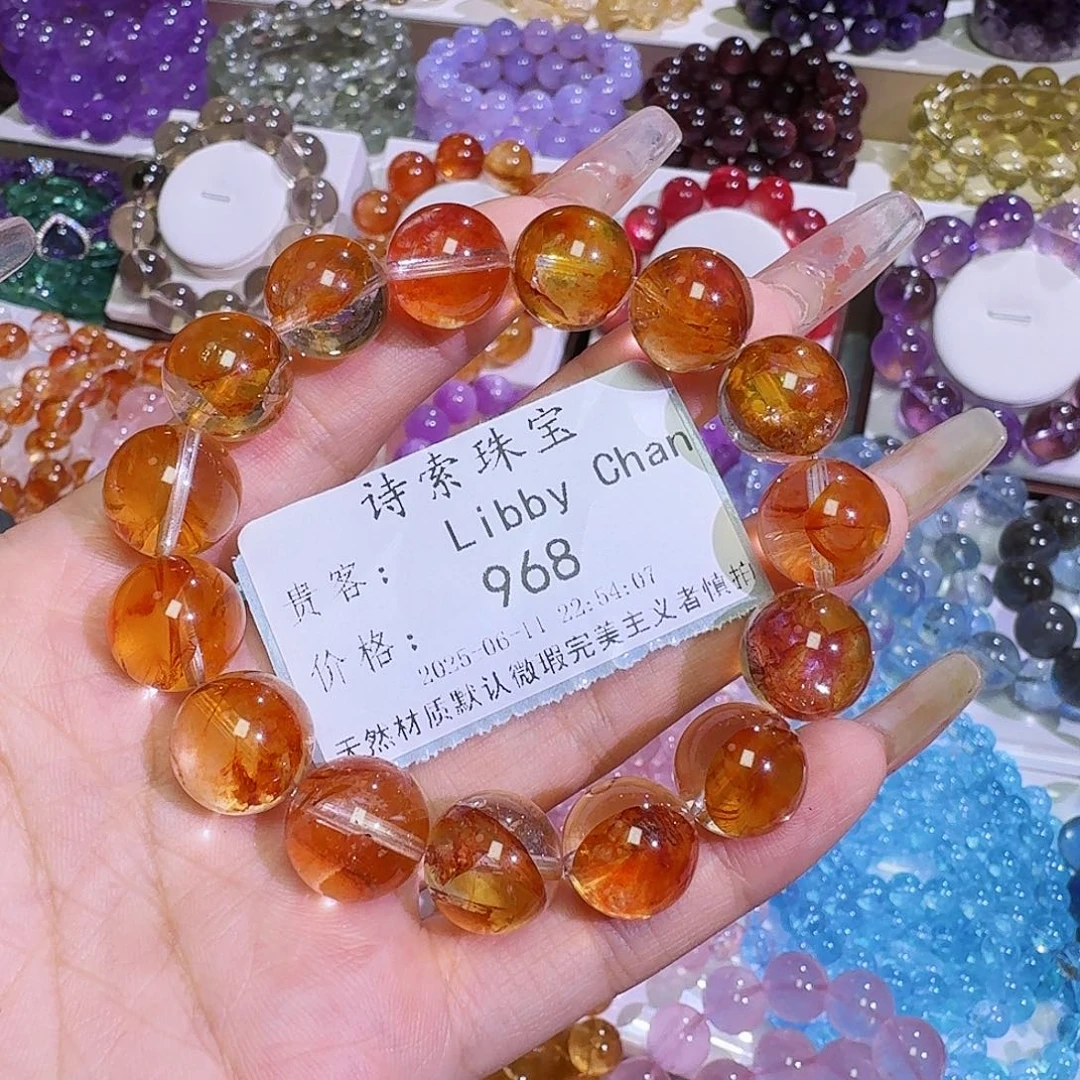 诗索珠宝
贵客： Libby Chan
价格： 968
2025-06-11 22:54:07
天然材质默认微瑕完美主义者慎拍